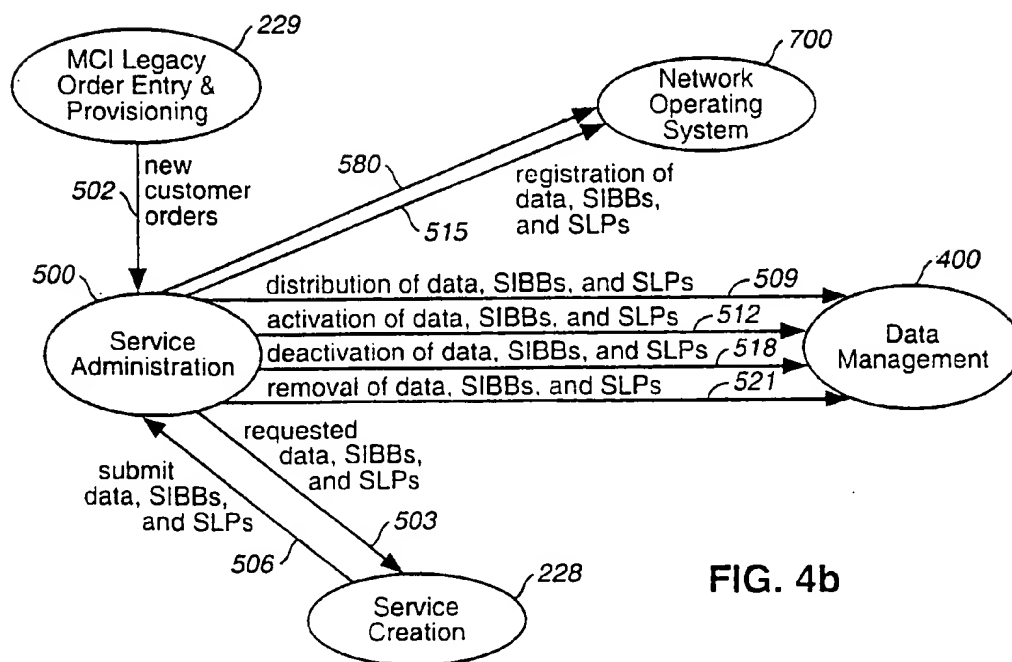 229
MCI Legacy
Order Entry &
Provisioning
700
Network
Operating
System
502
new
customer
orders
580
515
registration of
data, SIBBs,
and SLPs
500
Service
Administration
distribution of data, SIBBs, and SLPs 509
activation of data, SIBBs, and SLPs 512
deactivation of data, SIBBs, and SLPs 518
removal of data, SIBBs, and SLPs 521
400
Data
Management
requested
data, SIBBs,
and SLPs
submit
data, SIBBs,
and SLPs
503
506
228
Service
Creation
FIG. 4b